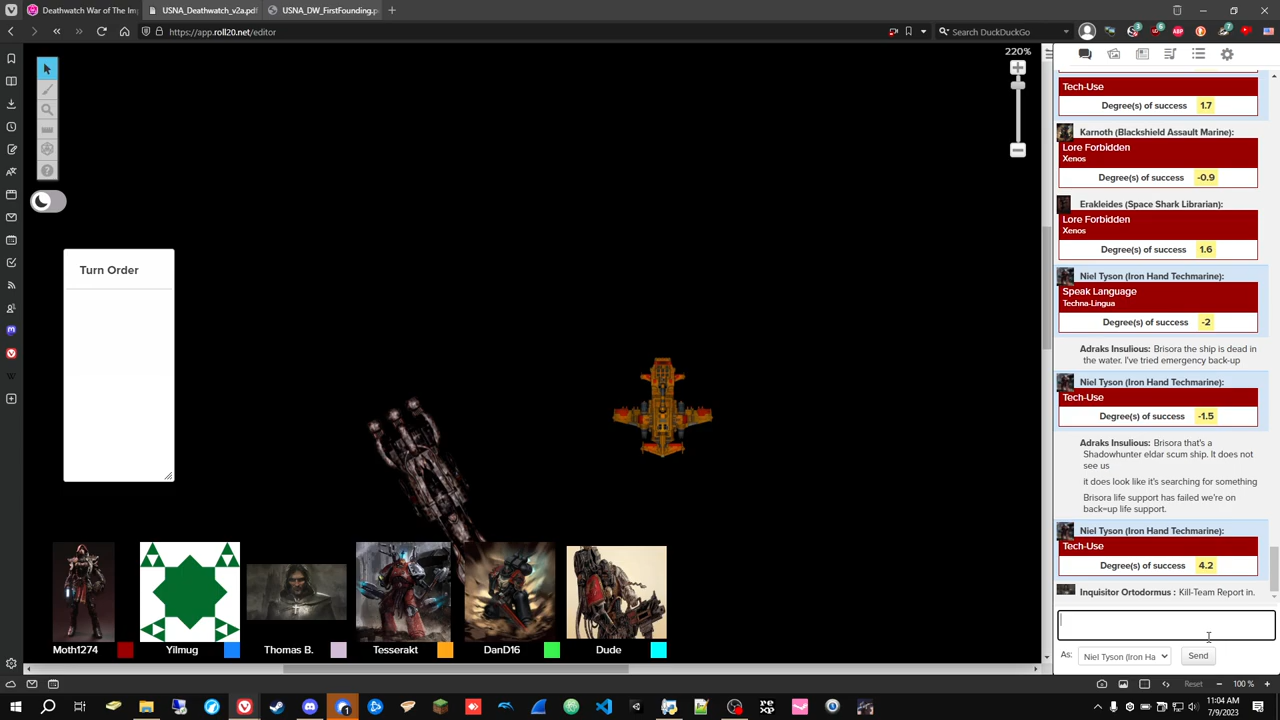 Deathwatch War of The Im
USNA_Deathwatch_v2a.pdf
USNA_DW_FirstFounding.p
https://app.roll20.net/editor
Search DuckDuckGo
220%
Turn Order
Tech-Use
Degree(s) of success 1.7
Karnoth (Blackshield Assault Marine):
Lore Forbidden
Xenos
Degree(s) of success -0.9
Erakleides (Space Shark Librarian):
Lore Forbidden
Xenos
Degree(s) of success 1.6
Niel Tyson (Iron Hand Techmarine):
Speak Language
Techna-Lingua
Degree(s) of success -2
Adraks Insulious: Brisora the ship is dead in
the water. I've tried emergency back-up
Niel Tyson (Iron Hand Techmarine):
Tech-Use
Degree(s) of success -1.5
Adraks Insulious: Brisora that's a
Shadowhunter eldar scum ship. It does not
see us
it does look like it's searching for something
Brisora life support has failed we're on
back=up life support.
Niel Tyson (Iron Hand Techmarine):
Tech-Use
Degree(s) of success 4.2
Inquisitor Ortodormus : Kill-Team Report in.
As: Niel Tyson (Iron Ha Send
Moth1274
Yilmug
Thomas B.
Tesserakt
Dude
Reset 100 %
11:04 AM
7/9/2023